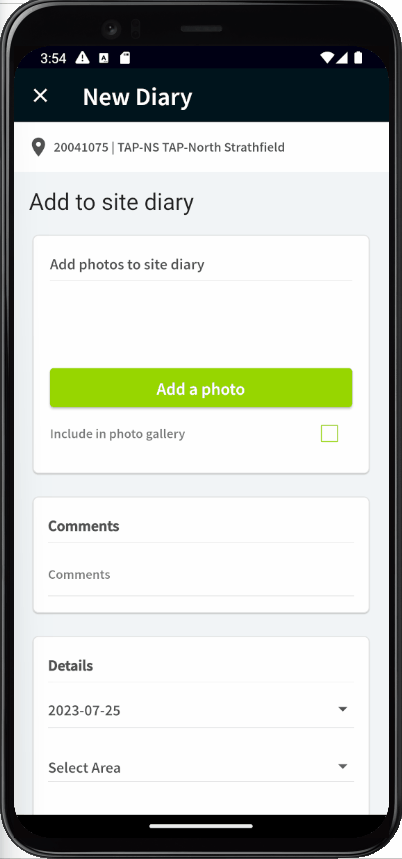 3:54
New Diary
20041075 | TAP-NS TAP-North Strathfield
Add to site diary
Add photos to site diary
Add a photo
Include in photo gallery
Comments
Comments
Details
2023-07-25
Select Area